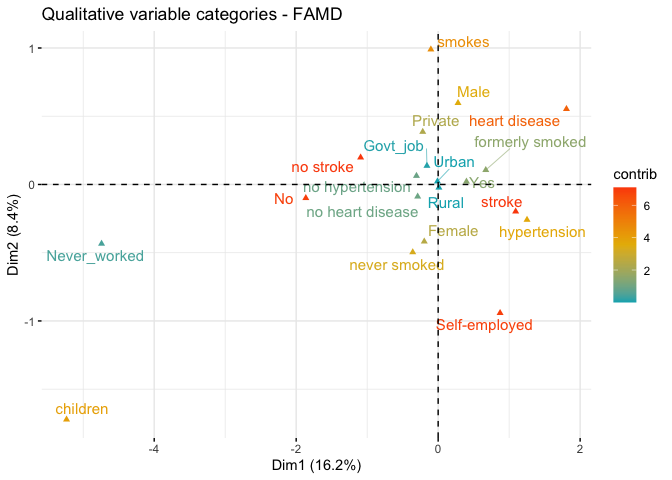 Qualitative variable categories - FAMD
smokes
Male
Private
heart disease
formerly smoked
Govt_job
Urban
no stroke
no hypertension
Yes
No
no heart disease
Rural
stroke
Female
hypertension
Never_worked
never smoked
Self-employed
children
1
0
-1
-4
-2
0
2
Dim1 (16.2%)
Dim2 (8.4%)
contrib
6
4
2